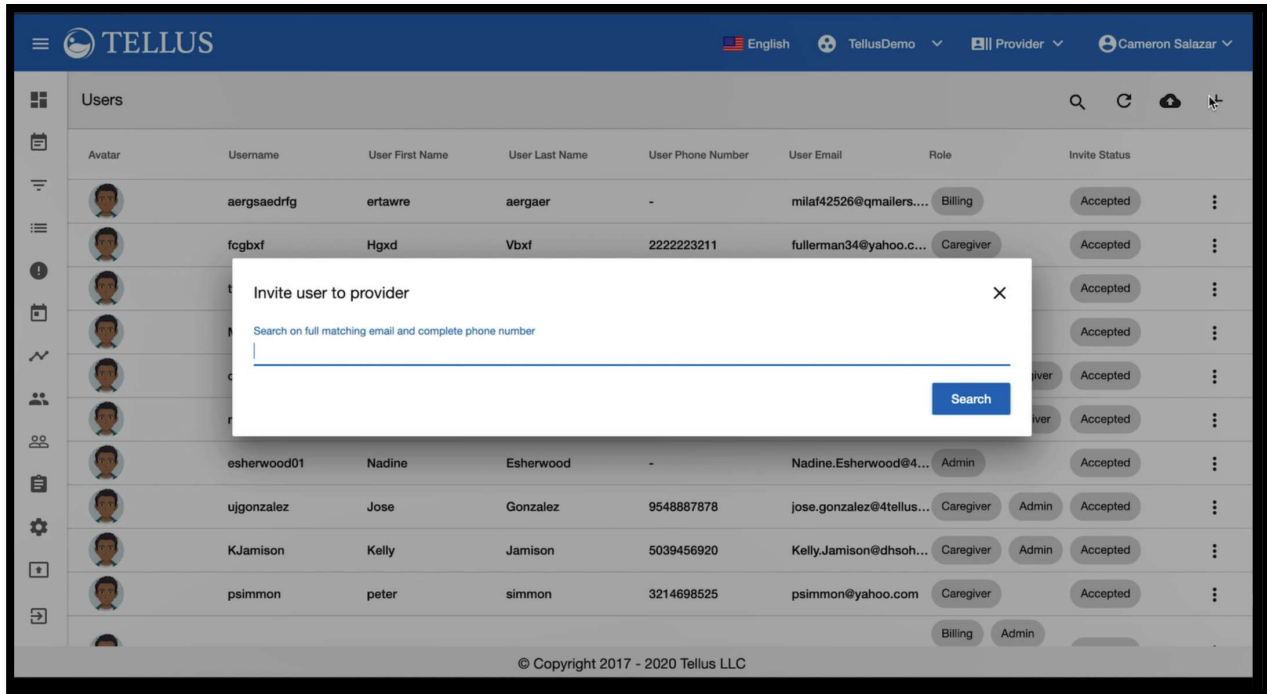 TELLUS
English TellusDemo Provider Cameron Salazar
Users
Avatar Username User First Name User Last Name User Phone Number User Email Role Invite Status
aergsaedrfg ertawre aergaer - milaf42526@qmailers.... Billing Accepted
fcgbxf Hgxd Vbxf 2222223211 fullerman34@yahoo.c... Caregiver Accepted
Accepted
Accepted
Accepted
Accepted
Invite user to provider
Search on full matching email and complete phone number
Search
esherwood01 Nadine Esherwood - Nadine.Esherwood@4... Admin Accepted
ujgonzalez Jose Gonzalez 9548887878 jose.gonzalez@4tellus... Caregiver Admin Accepted
KJamison Kelly Jamison 5039456920 Kelly.Jamison@dhsoh... Caregiver Admin Accepted
psimmon peter simmon 3214698525 psimmon@yahoo.com Caregiver Accepted
Billing Admin
© Copyright 2017 - 2020 Tellus LLC